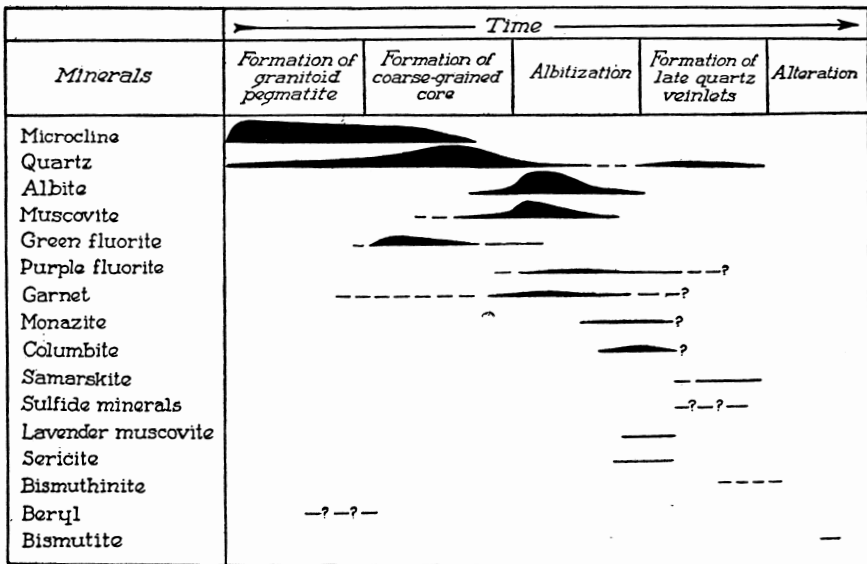 Time
Minerals
Formation of
granitoid
pegmatite
Formation of
coarse-grained
core
Albitization
Formation of
late quartz
veinlets
Alteration
Microcline
Quartz
Albite
Muscovite
Green fluorite
Purple fluorite ?
Garnet ?
Monazite ?
Columbite ?
Samarskite
Sulfide minerals ? ?
Lavender muscovite
Sericite
Bismuthinite
Beryl ? ?
Bismutite